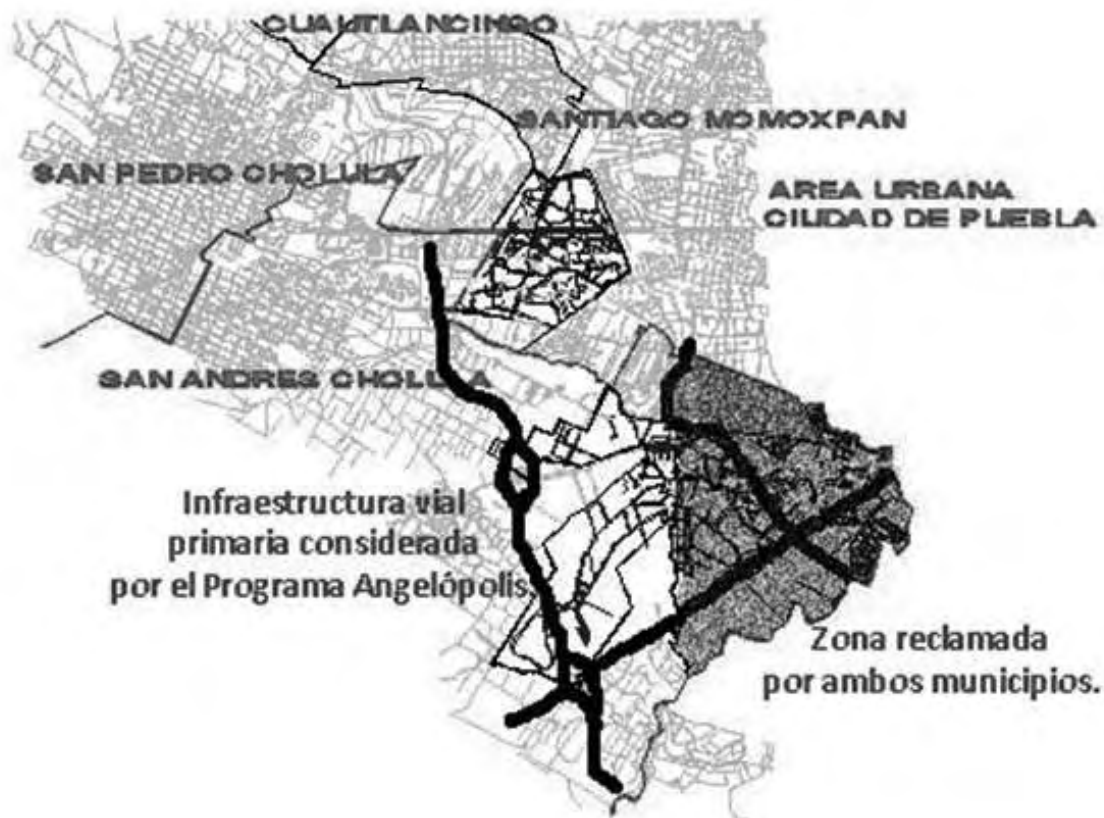 CUAUTLANCINGO
SANTIAGO MOMOXPAN
SAN PEDRO CHOLULA
AREA URBANA
CIUDAD DE PUEBLA
SAN ANDRES CHOLULA
Infraestructura vial
primaria considerada
por el Programa Angelópolis.
Zona reclamada
por ambos municipios.